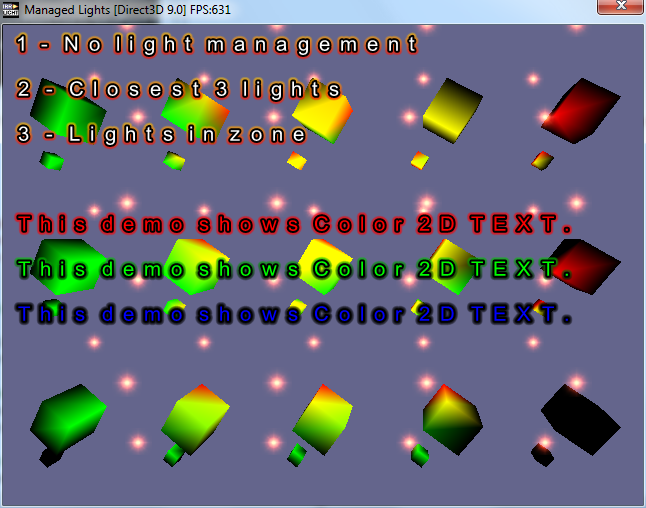 Managed Lights [Direct3D 9.0] FPS:631
1 - No light management
2 - Closest 3 lights
3 - Lights in zone
This demo shows Color 2D TEXT.
This demo shows Color 2D TEXT.
This demo shows Color 2D TEXT.